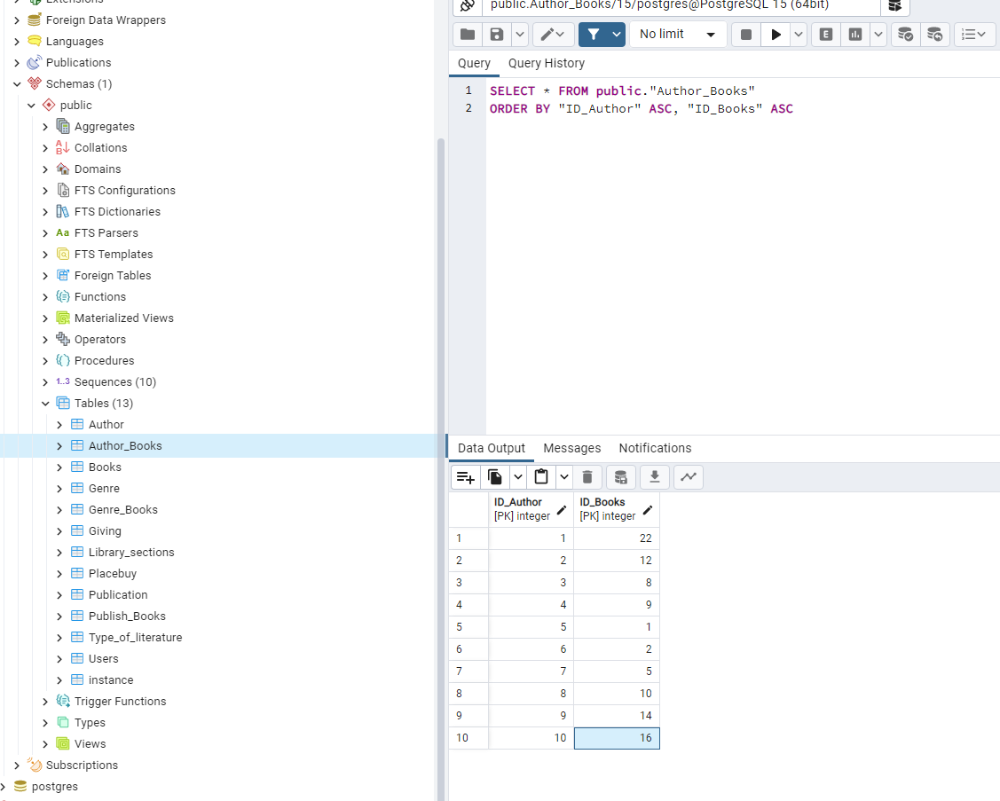 Extensions
Foreign Data Wrappers
Languages
Publications
Schemas (1)
public
Aggregates
Collations
Domains
FTS Configurations
FTS Dictionaries
Aa FTS Parsers
FTS Templates
Foreign Tables
Functions
Materialized Views
Operators
Procedures
1..3 Sequences (10)
Tables (13)
Author
Author_Books
Books
Genre
Genre_Books
Giving
Library_sections
Placebuy
Publication
Publish_Books
Type_of_literature
Users
instance
Trigger Functions
Types
Views
Subscriptions
postgres
public.Author_Books/15/postgres@PostgreSQL 15 (64bit)
No limit
E
Query Query History
1 SELECT * FROM public."Author_Books"
2 ORDER BY "ID_Author" ASC, "ID_Books" ASC
Data Output Messages Notifications
ID_Author ID_Books
[PK] integer [PK] integer
1 1 22
2 2 12
3 3 8
4 4 9
5 5 1
6 6 2
7 7 5
8 8 10
9 9 14
10 10 16